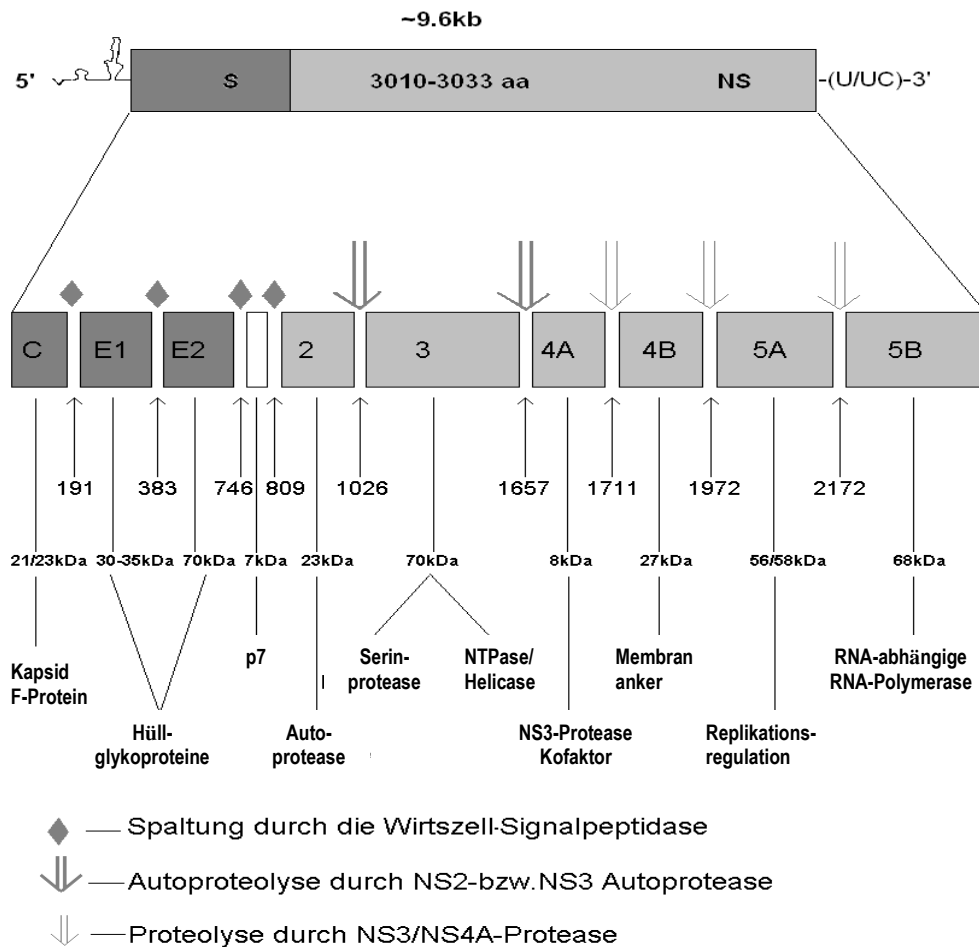 ~9.6kb
5' S 3010-3033 aa NS -(U/UC)-3'
C E1 E2 2 3 4A 4B 5A 5B
191 383 746 809 1026 1657 1711 1972 2172
21/23kDa 30-35kDa 70kDa 7kDa 23kDa 70kDa 8kDa 27kDa 56/58kDa 68kDa
Kapsid
F-Protein
Hüll-
glykoproteine
p7
Auto-
protease
Serin-
protease
NTPase/
Helicase
NS3-Protease
Kofaktor
Membran
anker
Replikations-
regulation
RNA-abhängige
RNA-Polymerase
Spaltung durch die Wirtszell-Signalpeptidase
Autoproteolyse durch NS2-bzw.NS3 Autoprotease
Proteolyse durch NS3/NS4A-Protease